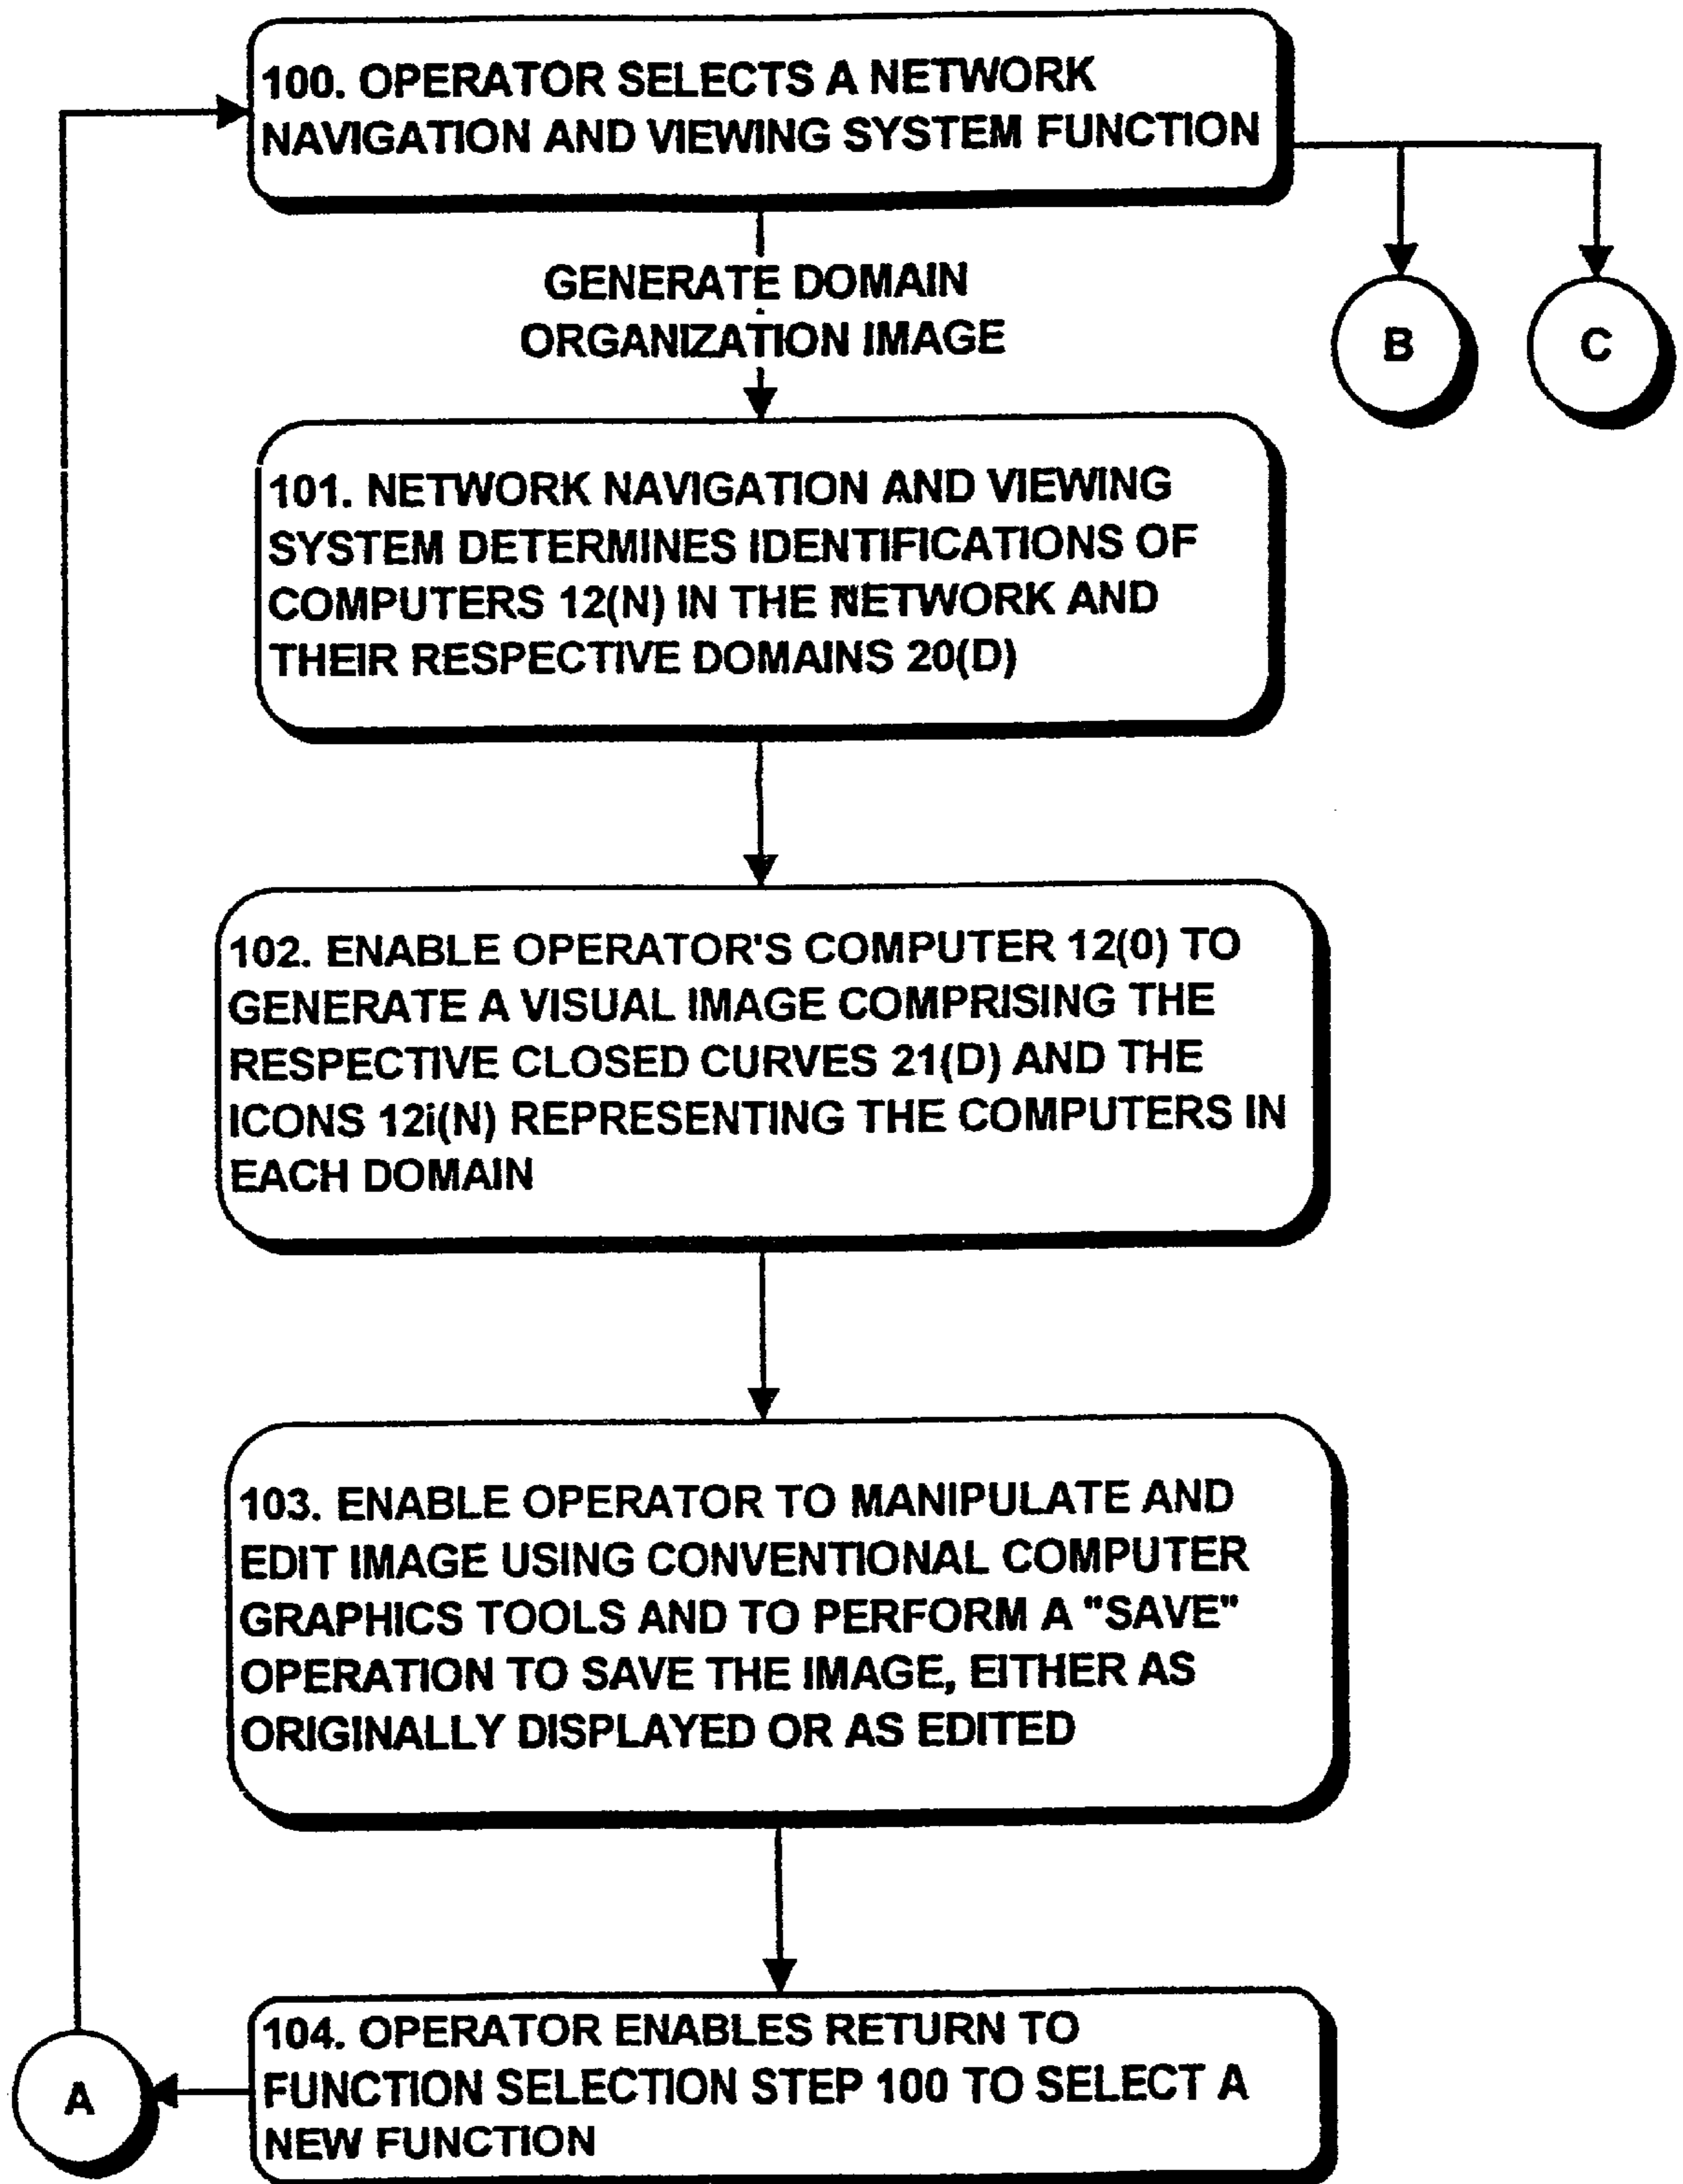 100. OPERATOR SELECTS A NETWORK
NAVIGATION AND VIEWING SYSTEM FUNCTION
GENERATE DOMAIN
ORGANIZATION IMAGE
B
C
101. NETWORK NAVIGATION AND VIEWING
SYSTEM DETERMINES IDENTIFICATIONS OF
COMPUTERS 12(N) IN THE NETWORK AND
THEIR RESPECTIVE DOMAINS 20(D)
102. ENABLE OPERATOR'S COMPUTER 12(0) TO
GENERATE A VISUAL IMAGE COMPRISING THE
RESPECTIVE CLOSED CURVES 21(D) AND THE
ICONS 12i(N) REPRESENTING THE COMPUTERS IN
EACH DOMAIN
103. ENABLE OPERATOR TO MANIPULATE AND
EDIT IMAGE USING CONVENTIONAL COMPUTER
GRAPHICS TOOLS AND TO PERFORM A "SAVE"
OPERATION TO SAVE THE IMAGE, EITHER AS
ORIGINALLY DISPLAYED OR AS EDITED
104. OPERATOR ENABLES RETURN TO
FUNCTION SELECTION STEP 100 TO SELECT A
NEW FUNCTION
A